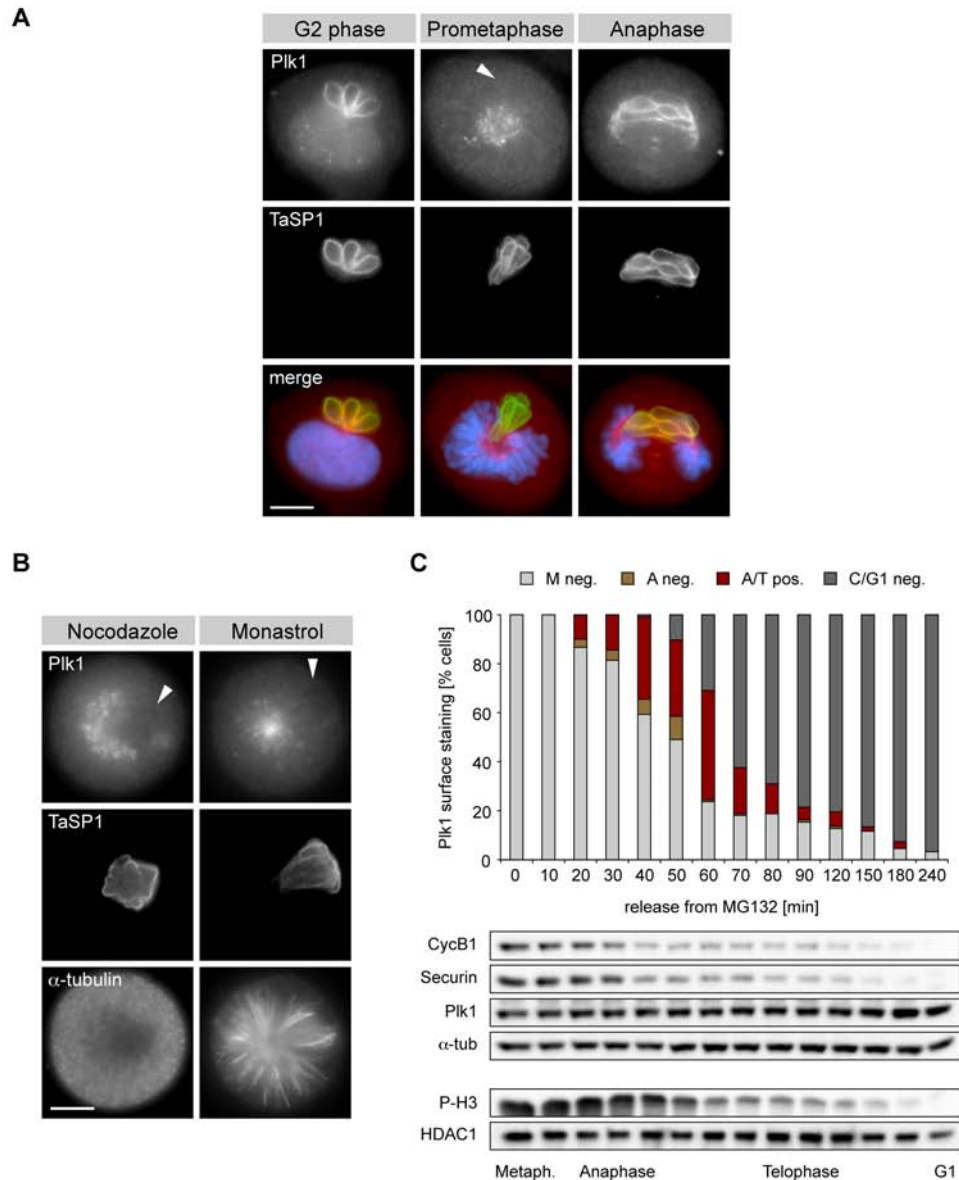 A
G2 phase Prometaphase Anaphase
Plk1
TaSP1
merge
B
Nocodazole Monastrol
Plk1
TaSP1
α-tubulin
C
M neg. A neg. A/T pos. C/G1 neg.
Plk1 surface staining [% cells]
100
80
60
40
20
0
0 10 20 30 40 50 60 70 80 90 120 150 180 240
release from MG132 [min]
CycB1
Securin
Plk1
α-tub
P-H3
HDAC1
Metaph. Anaphase Telophase G1